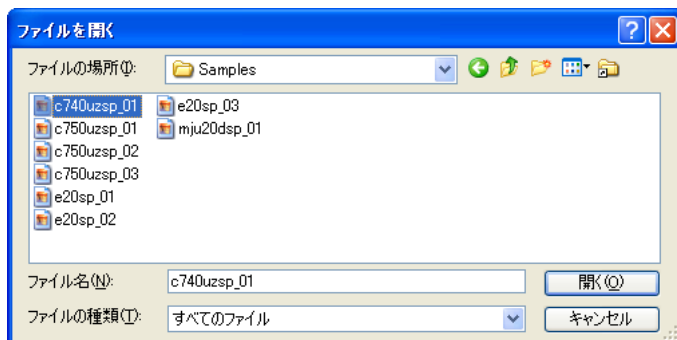 ファイルを開く
ファイルの場所(I): Samples
c740uzsp_01 e20sp_03
c750uzsp_01 mju20dsp_01
c750uzsp_02
c750uzsp_03
e20sp_01
e20sp_02
ファイル名(N): c740uzsp_01 開く(O)
ファイルの種類(T): すべてのファイル キャンセル